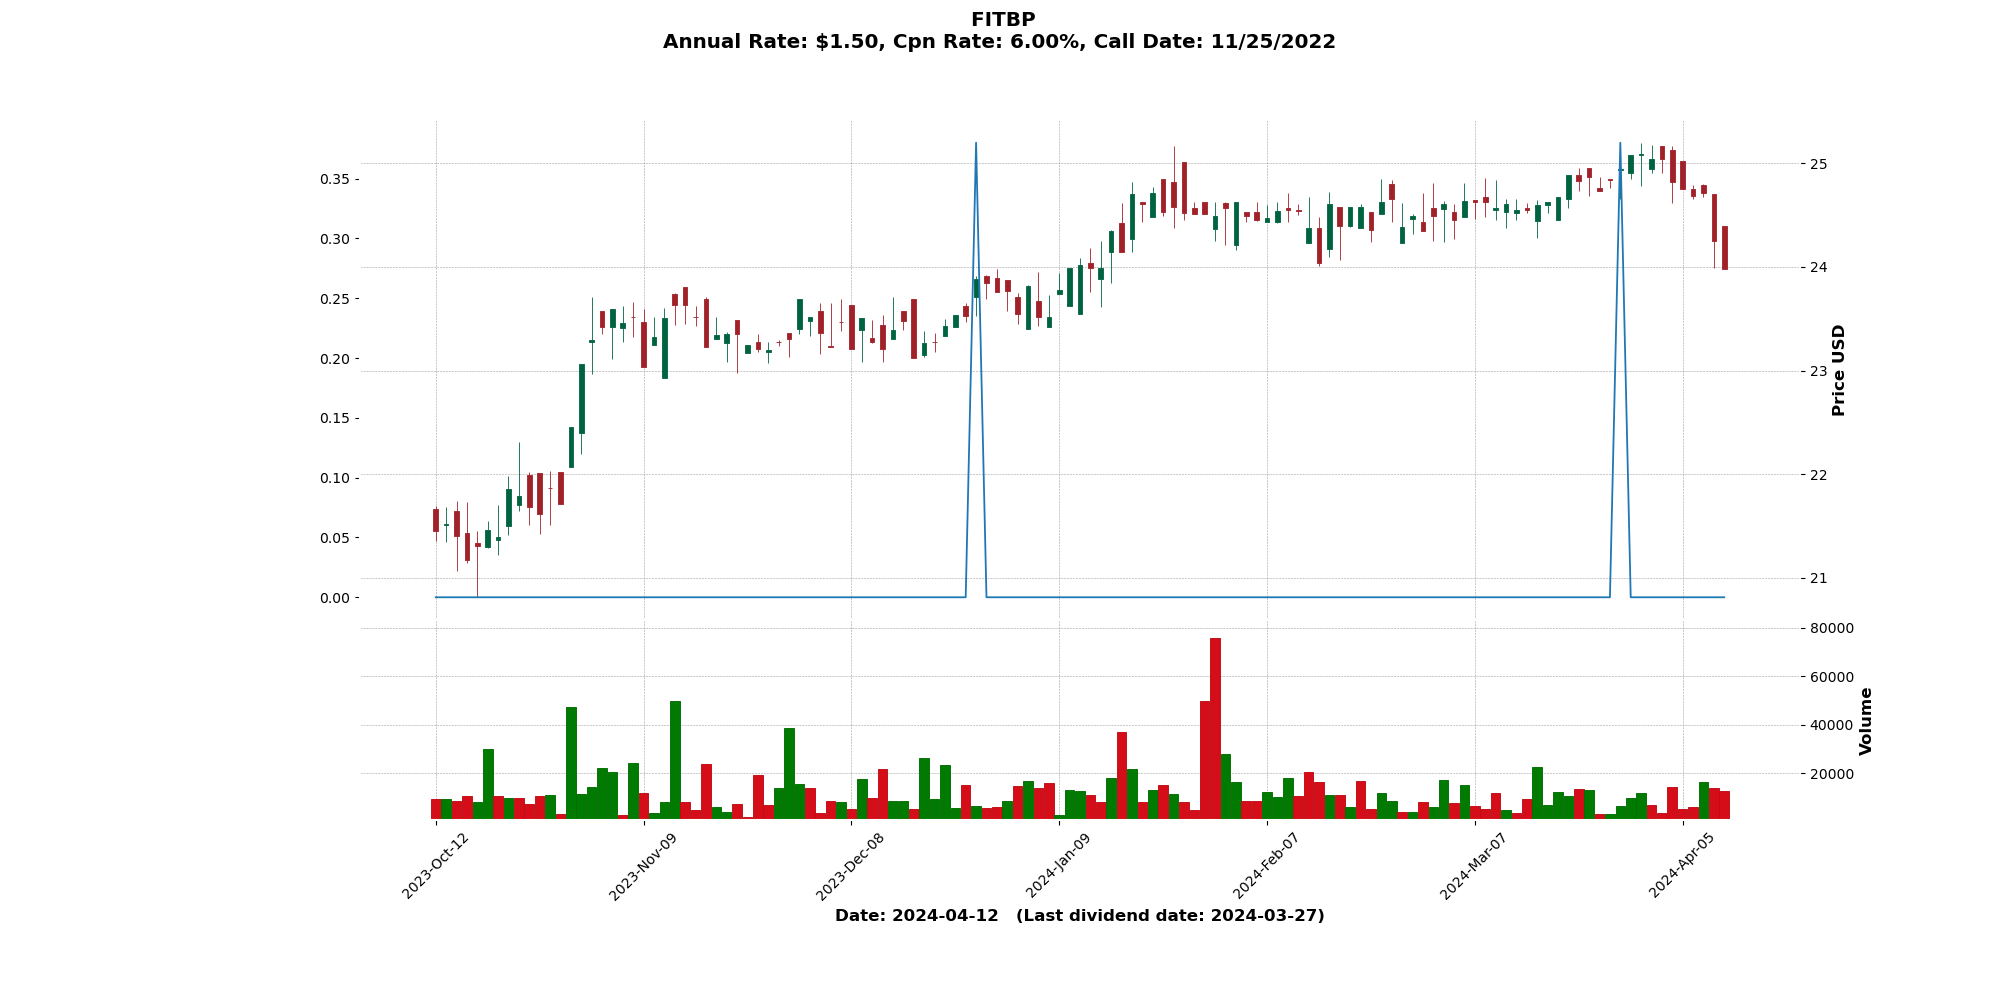 FITBP
Annual Rate: $1.50, Cpn Rate: 6.00%, Call Date: 11/25/2022
0.35
0.30
0.25
0.20
0.15
0.10
0.05
0.00
25
24
23
22
21
Price USD
80000
60000
40000
20000
Volume
2023-Oct-12
2023-Nov-09
2023-Dec-08
2024-Jan-09
2024-Feb-07
2024-Mar-07
2024-Apr-05
Date: 2024-04-12   (Last dividend date: 2024-03-27)